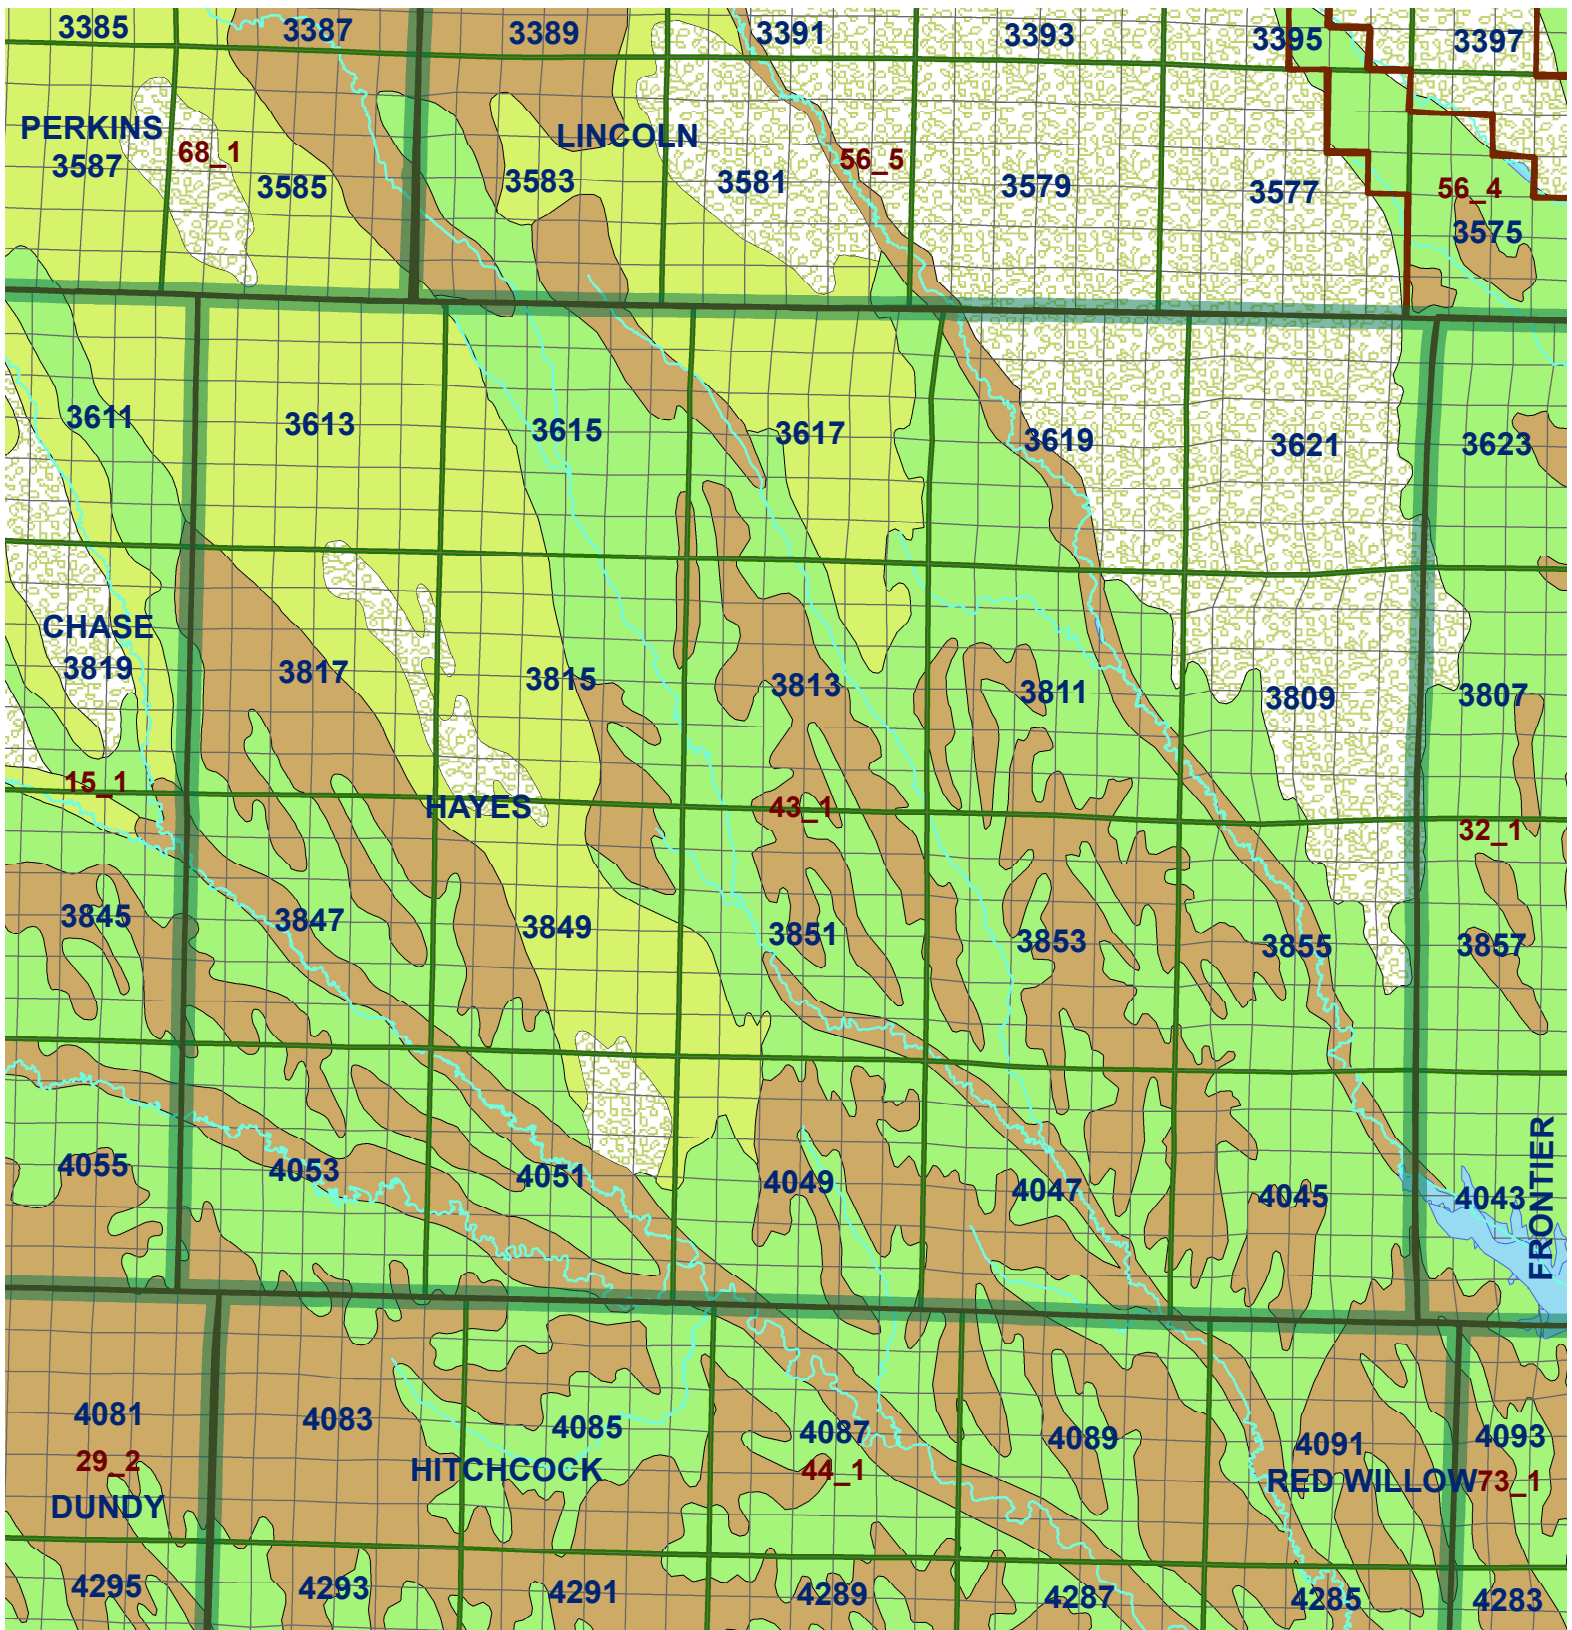 3385 3387 3389 3391 3393 3395 3397
PERKINS LINCOLN
68_1 56_5
3587 3585 3583 3581 3579 3577 56_4
3575
3611 3613 3615 3617 3619 3621 3623
CHASE
3819 3817 3815 3813 3811 3809 3807
15_1 HAYES 43_1 32_1
3845 3847 3849 3851 3853 3855 3857
4055 4053 4051 4049 4047 4045 4043
FRONTIER
4081 4083 4085 4087 4089 4091 4093
29_2 HITCHCOCK 44_1 RED WILLOW 73_1
DUNDY
4295 4293 4291 4289 4287 4285 4283